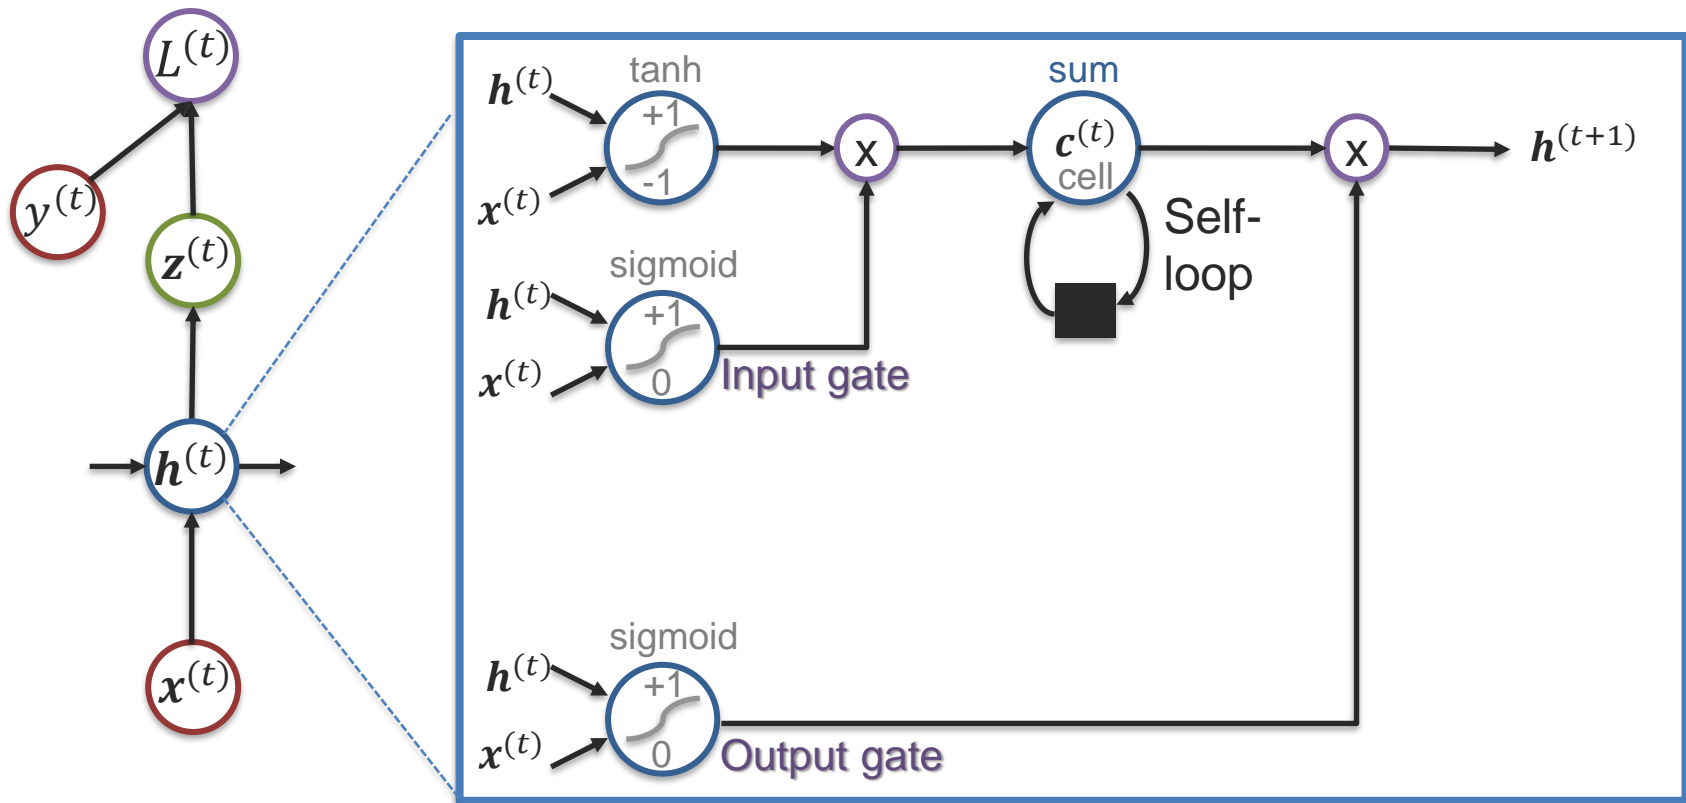 L^(t)
y^(t)
z^(t)
h^(t)
x^(t)
tanh
h^(t)
+1
-1
x^(t)
sigmoid
h^(t)
+1
0
x^(t)
Input gate
x
sum
c^(t)
cell
Self-
loop
x
h^(t+1)
sigmoid
h^(t)
+1
0
x^(t)
Output gate